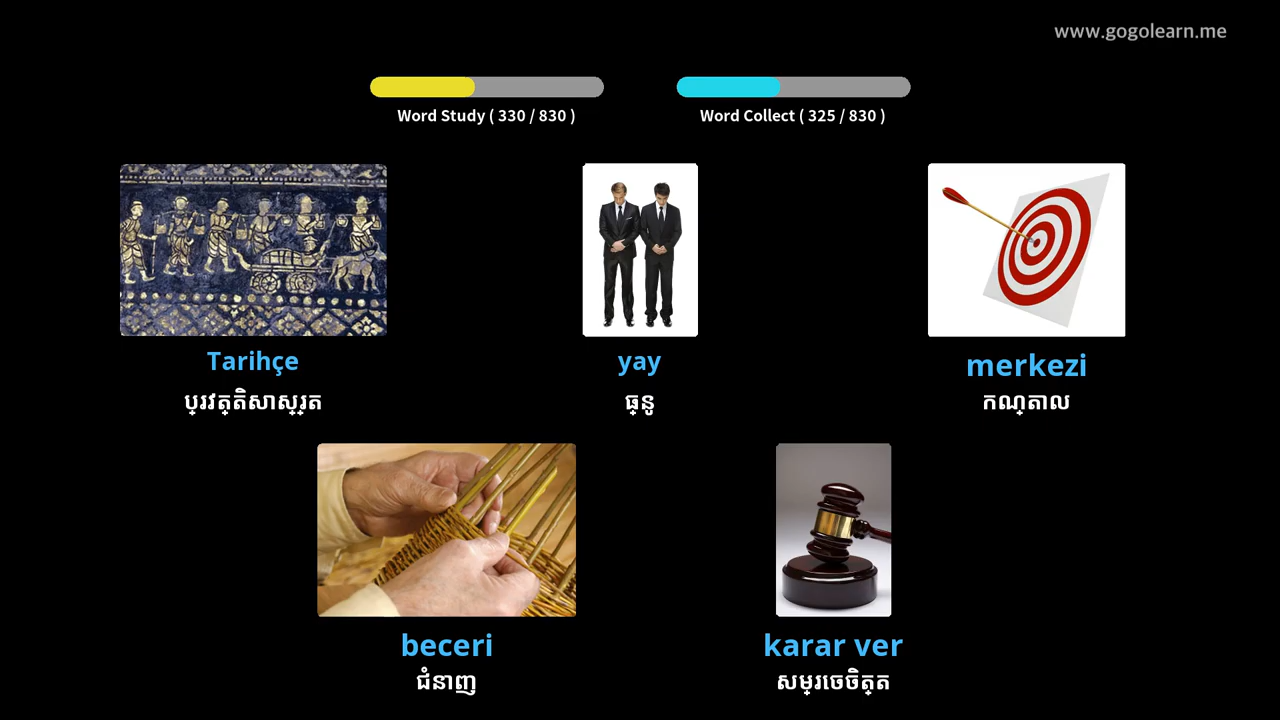 www.gogolearn.me
Word Study ( 330 / 830 )
Word Collect ( 325 / 830 )
Tarihçe
ប្រវត្តិសាស្រ្ត
yay
ធ្នូ
merkezi
កណ្តាល
beceri
ជំនាញ
karar ver
សម្រេចចិត្ត